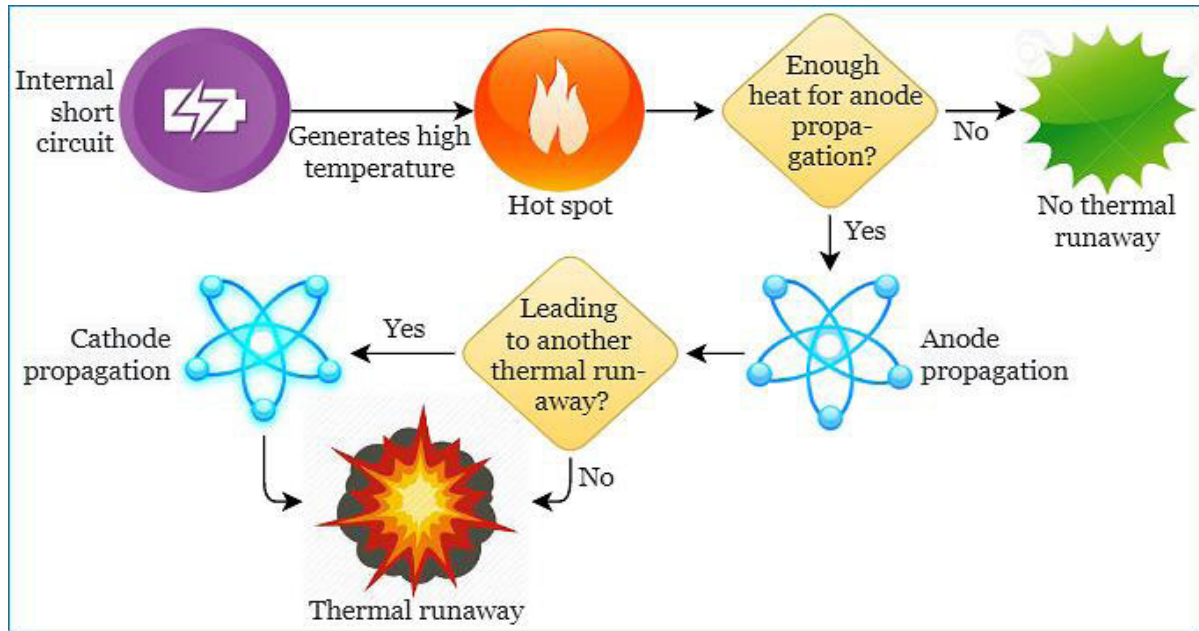 Internal
short
circuit
Generates high
temperature
Hot spot
Enough
heat for anode
propa-
gation?
No
No thermal
runaway
Yes
Anode
propagation
Leading
to another
thermal run-
away?
Yes
Cathode
propagation
No
Thermal runaway